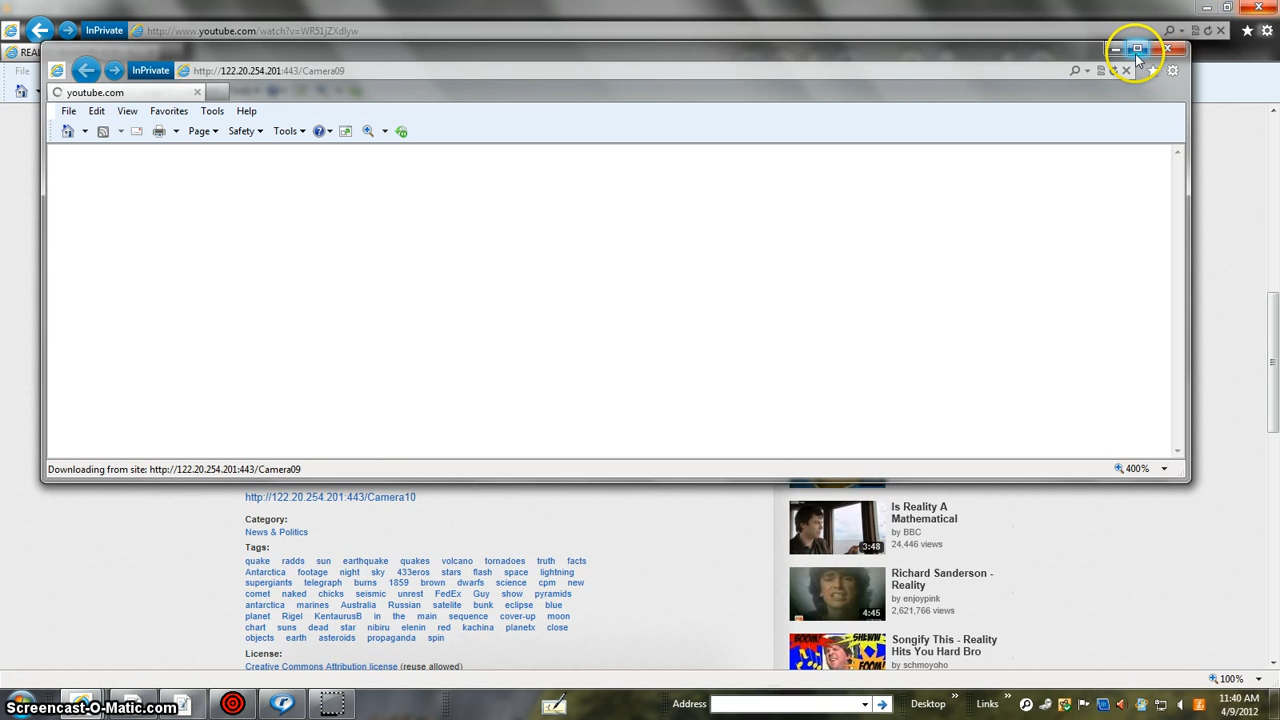 InPrivate http://www.youtube.com/watch?v=WR51jZXdlyw
REAL
File
InPrivate http://122.20.254.201:443/Camera09
youtube.com
File Edit View Favorites Tools Help
Page Safety Tools
Downloading from site: http://122.20.254.201:443/Camera09
400%
http://122.20.254.201:443/Camera10
Category:
News & Politics
Tags:
quake radds sun earthquake quakes volcano tornadoes truth facts
Antarctica footage night sky 433eros stars flash space lightning
supergiants telegraph burns 1859 brown dwarfs science cpm new
comet naked chicks seismic unrest FedEx Guy show pyramids
antarctica marines Australia Russian satelite bunk eclipse blue
planet Rigel KentaurusB in the main sequence cover-up moon
chart suns dead star nibiru elenin red kachina planetx close
objects earth asteroids propaganda spin
License:
Creative Commons Attribution license (reuse allowed)
Is Reality A
Mathematical
by BBC
24,446 views
3:48
Richard Sanderson -
Reality
by enjoypink
2,621,766 views
4:45
Songify This - Reality
Hits You Hard Bro
by schmoyoho
100%
Address
Desktop
Links
11:40 AM
4/9/2012
Screencast-O-Matic.com